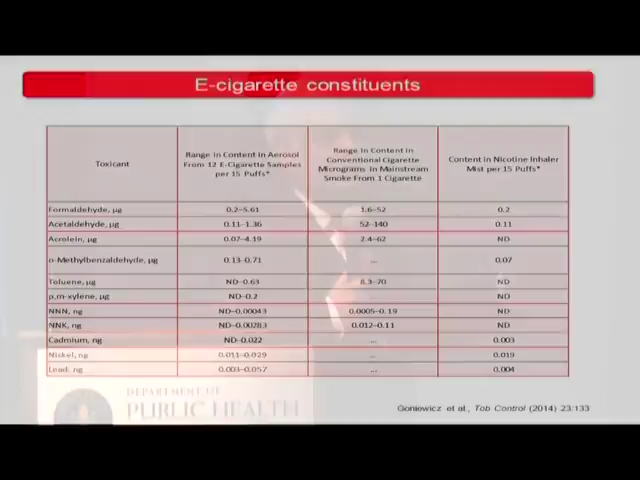 E-cigarette constituents
Toxicant
Range in Content in Aerosol
From 12 E-Cigarette Samples
per 15 Puffs*
Range in Content in
Conventional Cigarette
Micrograms in Mainstream
Smoke From 1 Cigarette
Content in Nicotine Inhaler
Mist per 15 Puffs*
Formaldehyde, µg 0.2–5.61 1.6–52 0.2
Acetaldehyde, µg 0.11–1.36 52–140 0.11
Acrolein, µg 0.07–4.19 2.4–62 ND
o-Methylbenzaldehyde, µg 0.13–0.71 ... 0.07
Toluene, µg ND–0.63 8.3–70 ND
p,m-xylene, µg ND–0.2 ... ND
NNN, ng ND–0.00043 0.0005–0.19 ND
NNK, ng ND–0.00283 0.012–0.11 ND
Cadmium, ng ND–0.022 ... 0.003
Nickel, ng 0.011–0.029 ... 0.019
Lead, ng 0.003–0.057 ... 0.004
DEPARTMENT OF
PUBLIC HEALTH
Goniewicz et al., Tob Control (2014) 23:133